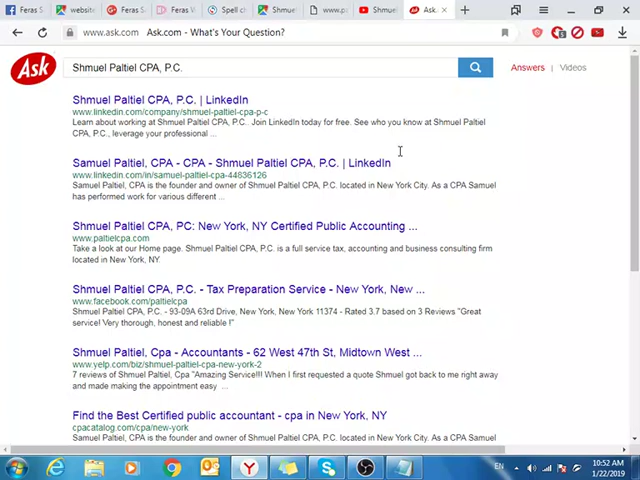 Feras S
website
Feras M
Feras V
Spell c
Shmue
www.pa
Shmuel
Ask.
www.ask.com Ask.com - What's Your Question?
Ask
Shmuel Paltiel CPA, P.C.
Answers Videos
Shmuel Paltiel CPA, P.C. | LinkedIn
www.linkedin.com/company/shmuel-paltiel-cpa-p-c
Learn about working at Shmuel Paltiel CPA, P.C.. Join LinkedIn today for free. See who you know at Shmuel Paltiel
CPA, P.C., leverage your professional ...
Samuel Paltiel, CPA - CPA - Shmuel Paltiel CPA, P.C. | LinkedIn
www.linkedin.com/in/samuel-paltiel-cpa-44836126
Samuel Paltiel, CPA is the founder and owner of Shmuel Paltiel CPA, P.C. located in New York City. As a CPA Samuel
has performed work for various different ...
Shmuel Paltiel CPA, PC: New York, NY Certified Public Accounting ...
www.paltielcpa.com
Take a look at our Home page. Shmuel Paltiel CPA, P.C. is a full service tax, accounting and business consulting firm
located in New York, NY.
Shmuel Paltiel CPA, P.C. - Tax Preparation Service - New York, New ...
www.facebook.com/paltielcpa
Shmuel Paltiel CPA, P.C. - 93-09A 63rd Drive, New York, New York 11374 - Rated 3.7 based on 3 Reviews "Great
service! Very thorough, honest and reliable !"
Shmuel Paltiel, Cpa - Accountants - 62 West 47th St, Midtown West ...
www.yelp.com/biz/shmuel-paltiel-cpa-new-york-2
7 reviews of Shmuel Paltiel, Cpa "Amazing Service!!! When I first requested a quote Shmuel got back to me right away
and made making the appointment easy ...
Find the Best Certified public accountant - cpa in New York, NY
cpacatalog.com/cpa/new-york
Samuel Paltiel, CPA is the founder and owner of Shmuel Paltiel CPA, P.C. located in New York City. As a CPA Samuel
EN
10:52 AM
1/22/2019